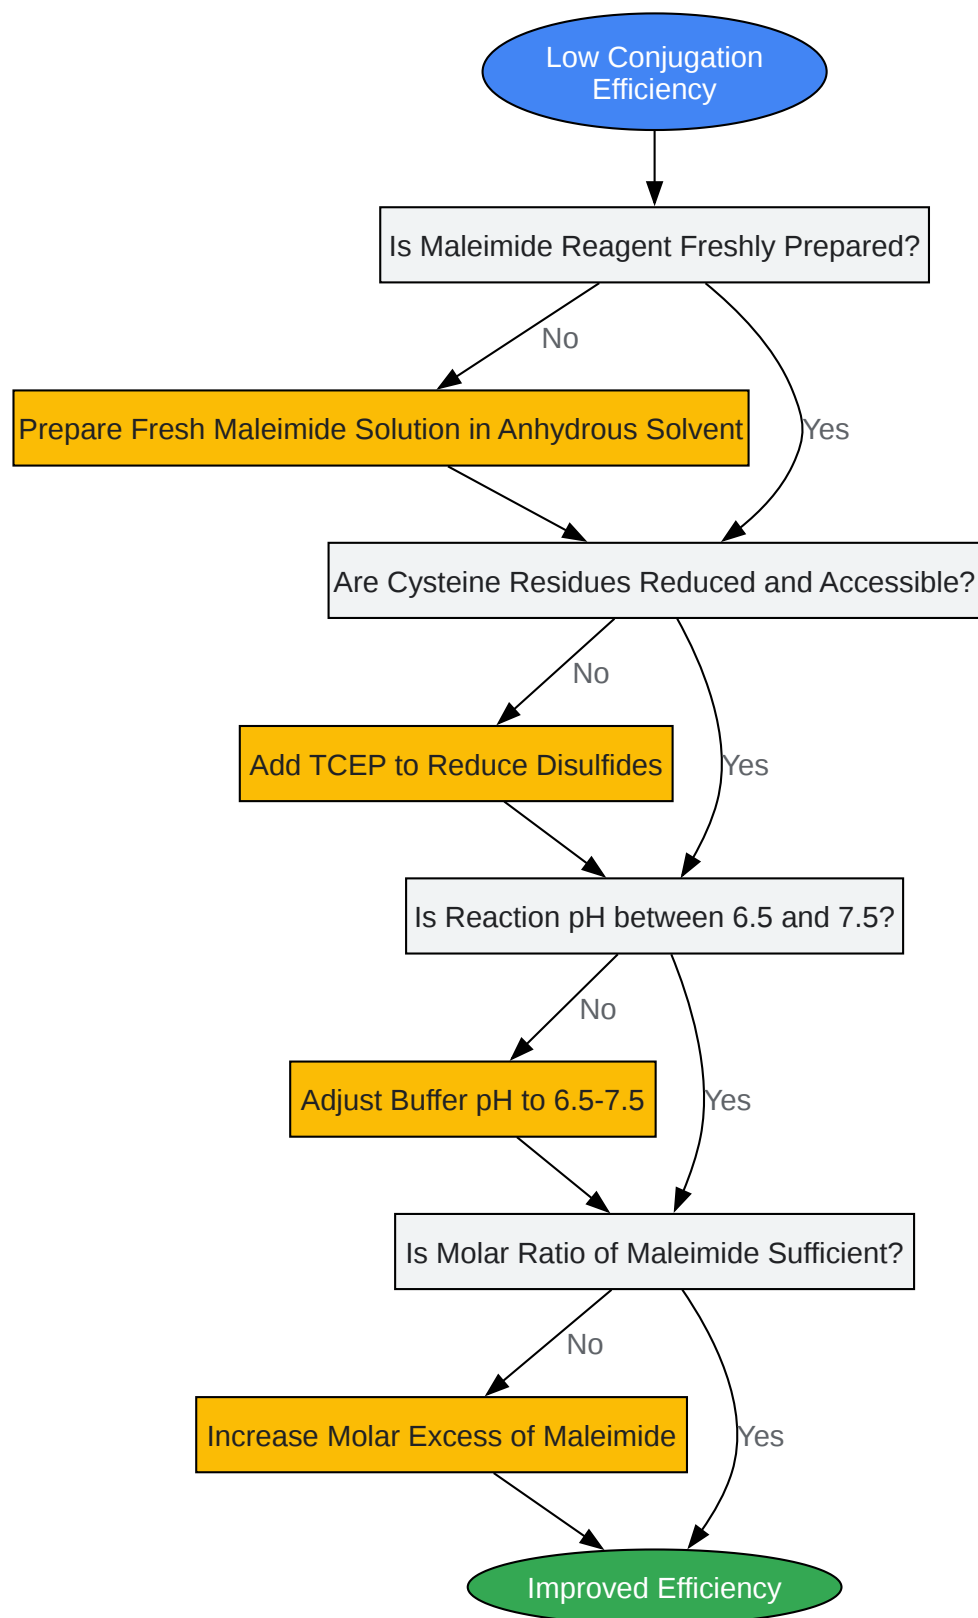 Low Conjugation
Efficiency
Is Maleimide Reagent Freshly Prepared?
No
Prepare Fresh Maleimide Solution in Anhydrous Solvent
Yes
Are Cysteine Residues Reduced and Accessible?
No
Add TCEP to Reduce Disulfides
Yes
Is Reaction pH between 6.5 and 7.5?
No
Adjust Buffer pH to 6.5-7.5
Yes
Is Molar Ratio of Maleimide Sufficient?
No
Increase Molar Excess of Maleimide
Yes
Improved Efficiency